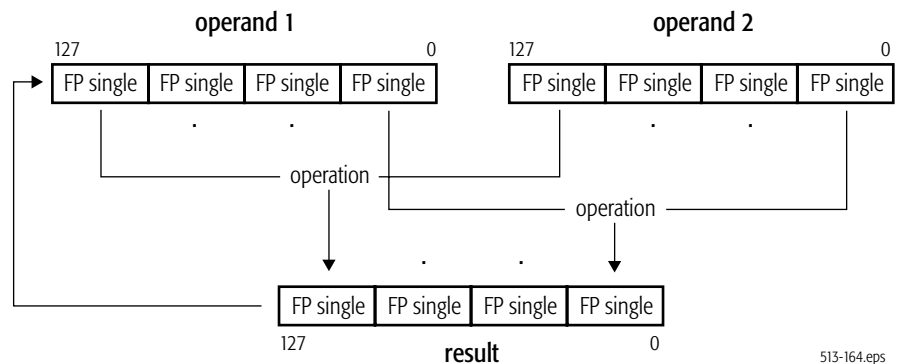 operand 1 operand 2
127 0 127 0
FP single FP single FP single FP single FP single FP single FP single FP single
. . . .
operation
operation
. .
FP single FP single FP single FP single
127 0
result
513-164.eps